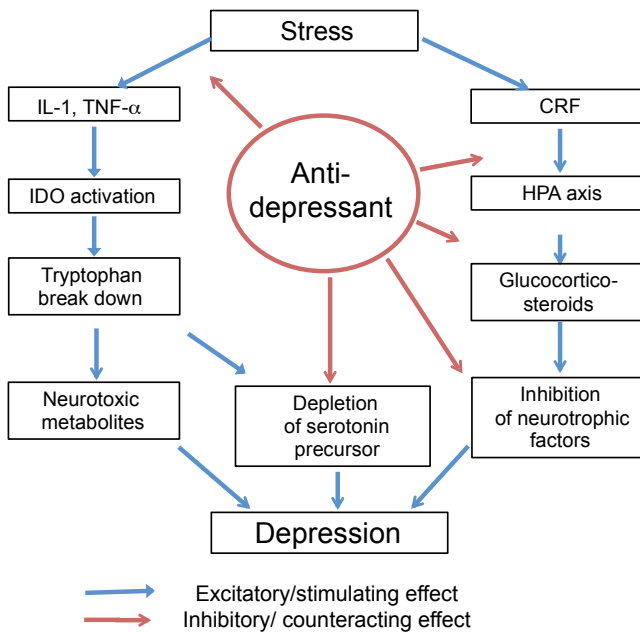 Stress
IL-1, TNF-α
CRF
Anti-
depressant
IDO activation
HPA axis
Tryptophan
break down
Glucocortico-
steroids
Neurotoxic
metabolites
Depletion
of serotonin
precursor
Inhibition
of neurotrophic
factors
Depression
Excitatory/stimulating effect
Inhibitory/ counteracting effect